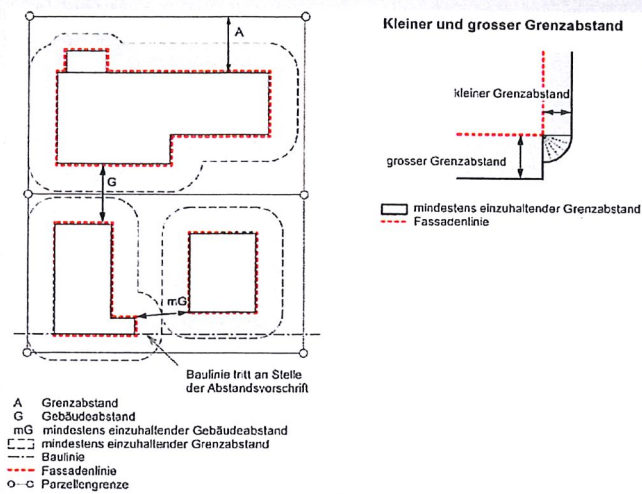 A
G
mG
Baulinie tritt an Stelle
der Abstandsvorschrift
A Grenzabstand
G Gebäudeabstand
mG mindestens einzuhaltender Gebäudeabstand
mindestens einzuhaltender Grenzabstand
Baulinie
Fassadenlinie
Parzellengrenze
Kleiner und grosser Grenzabstand
kleiner Grenzabstand
grosser Grenzabstand
mindestens einzuhaltender Grenzabstand
Fassadenlinie